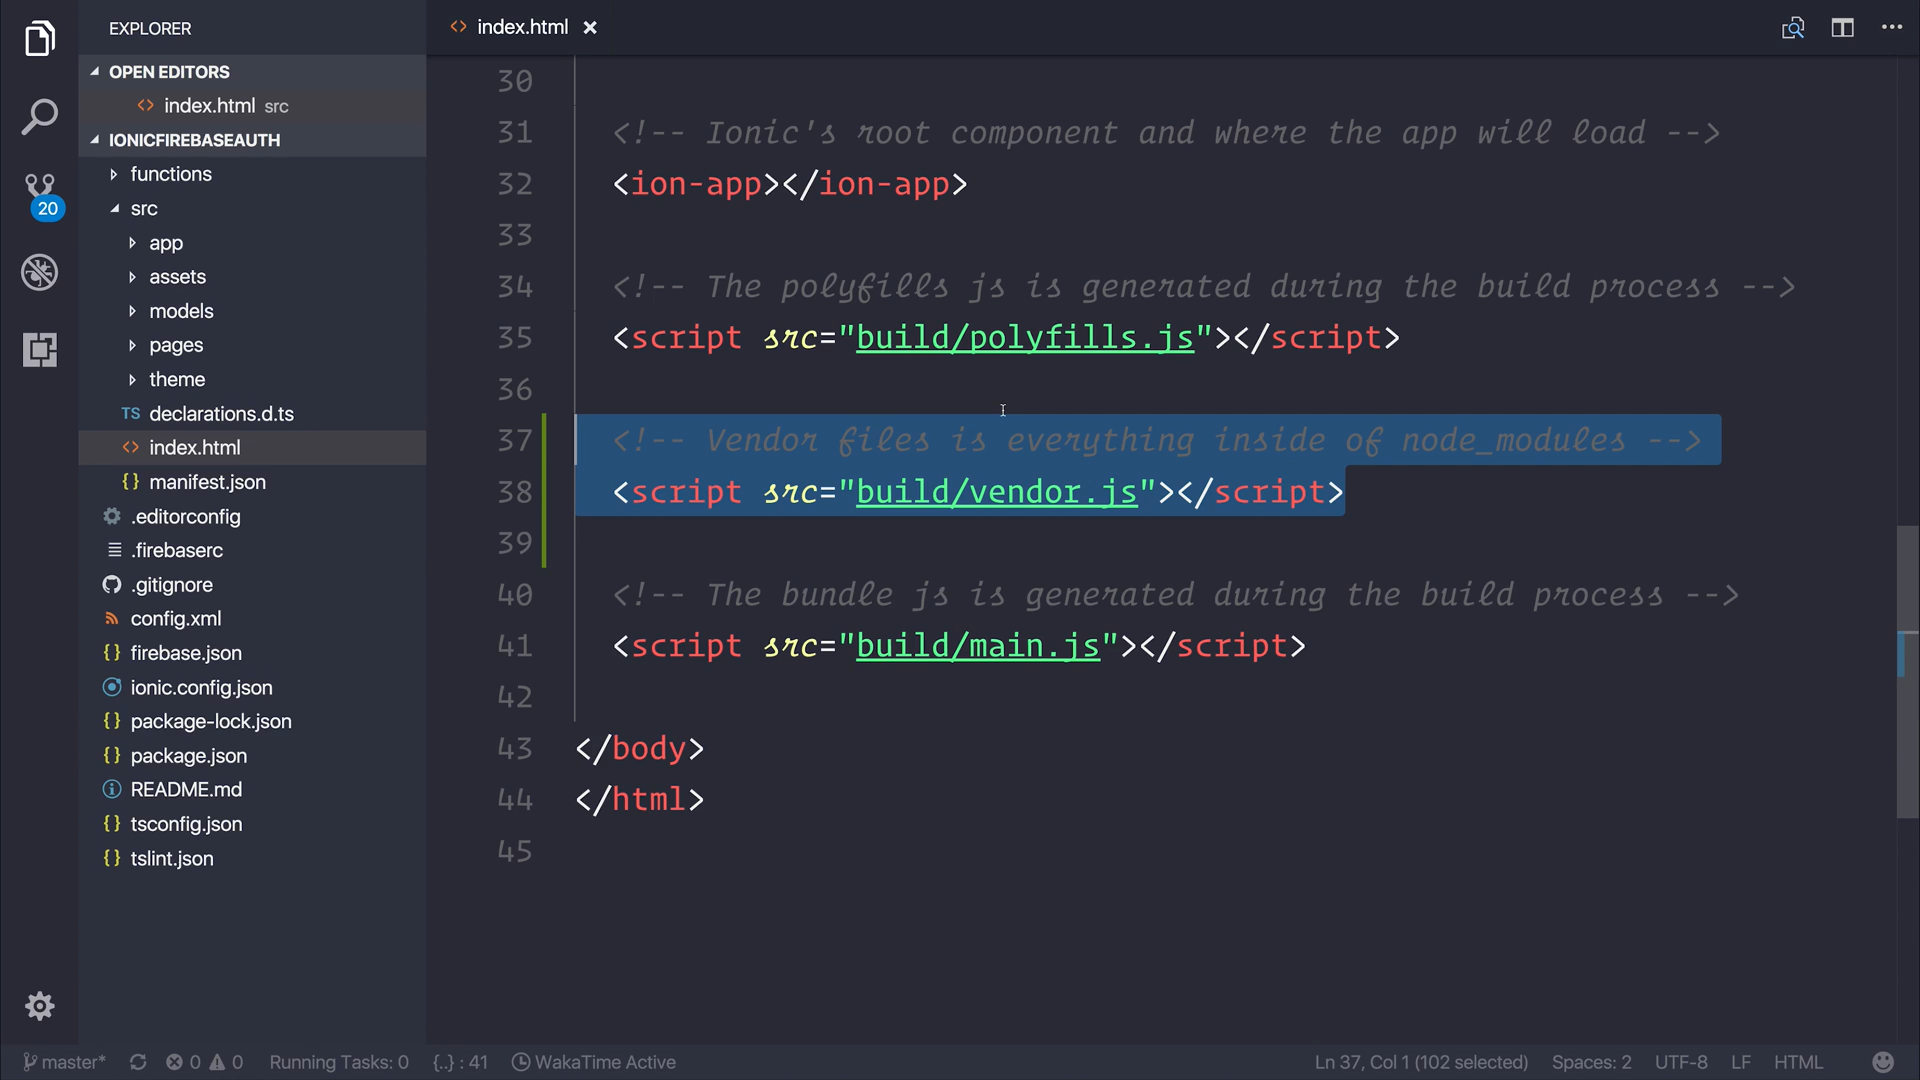 EXPLORER
OPEN EDITORS
index.html src
IONICFIREBASEAUTH
functions
src
app
assets
models
pages
theme
TS declarations.d.ts
<> index.html
{} manifest.json
.editorconfig
.firebaserc
.gitignore
config.xml
{} firebase.json
ionic.config.json
{} package-lock.json
{} package.json
README.md
{} tsconfig.json
{} tslint.json
20
<> index.html ×
30
31 <!-- Ionic's root component and where the app will load -->
32 <ion-app></ion-app>
33
34 <!-- The polyfills js is generated during the build process -->
35 <script src="build/polyfills.js"></script>
36
37 <!-- Vendor files is everything inside of node_modules -->
38 <script src="build/vendor.js"></script>
39
40 <!-- The bundle js is generated during the build process -->
41 <script src="build/main.js"></script>
42
43 </body>
44 </html>
45
master* 0 0 Running Tasks: 0 {..} : 41 WakaTime Active Ln 37, Col 1 (102 selected) Spaces: 2 UTF-8 LF HTML